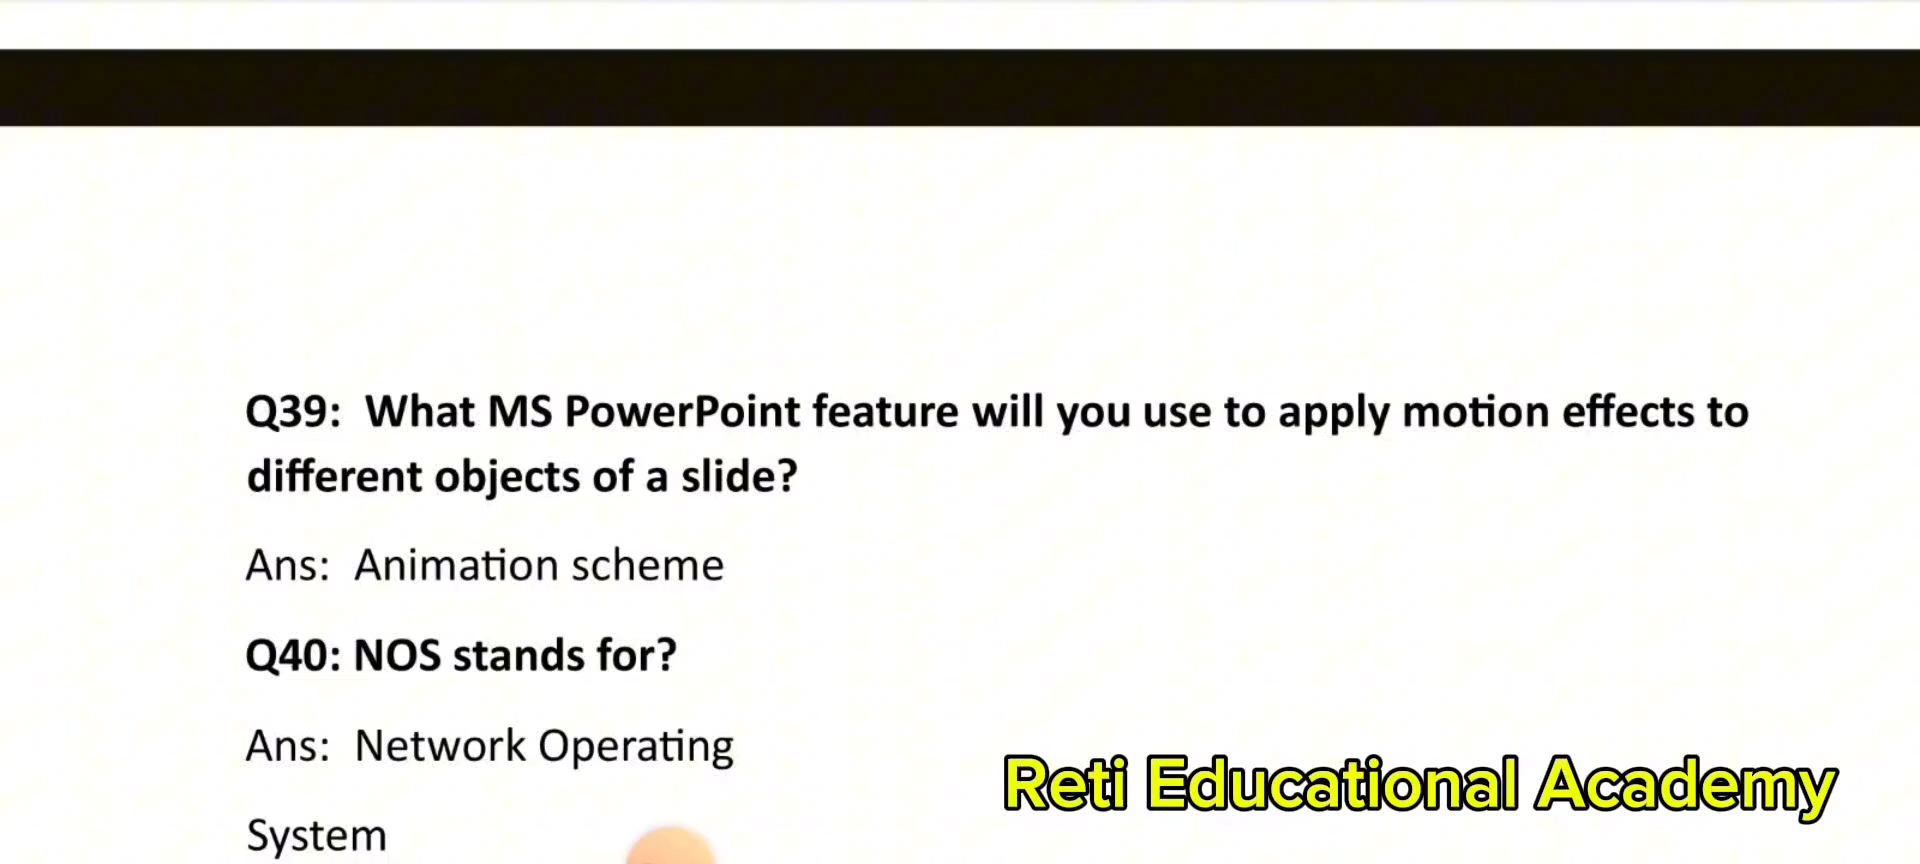 Q39:  What MS PowerPoint feature will you use to apply motion effects to
different objects of a slide?
Ans:  Animation scheme
Q40: NOS stands for?
Ans:  Network Operating
System
Reti Educational Academy